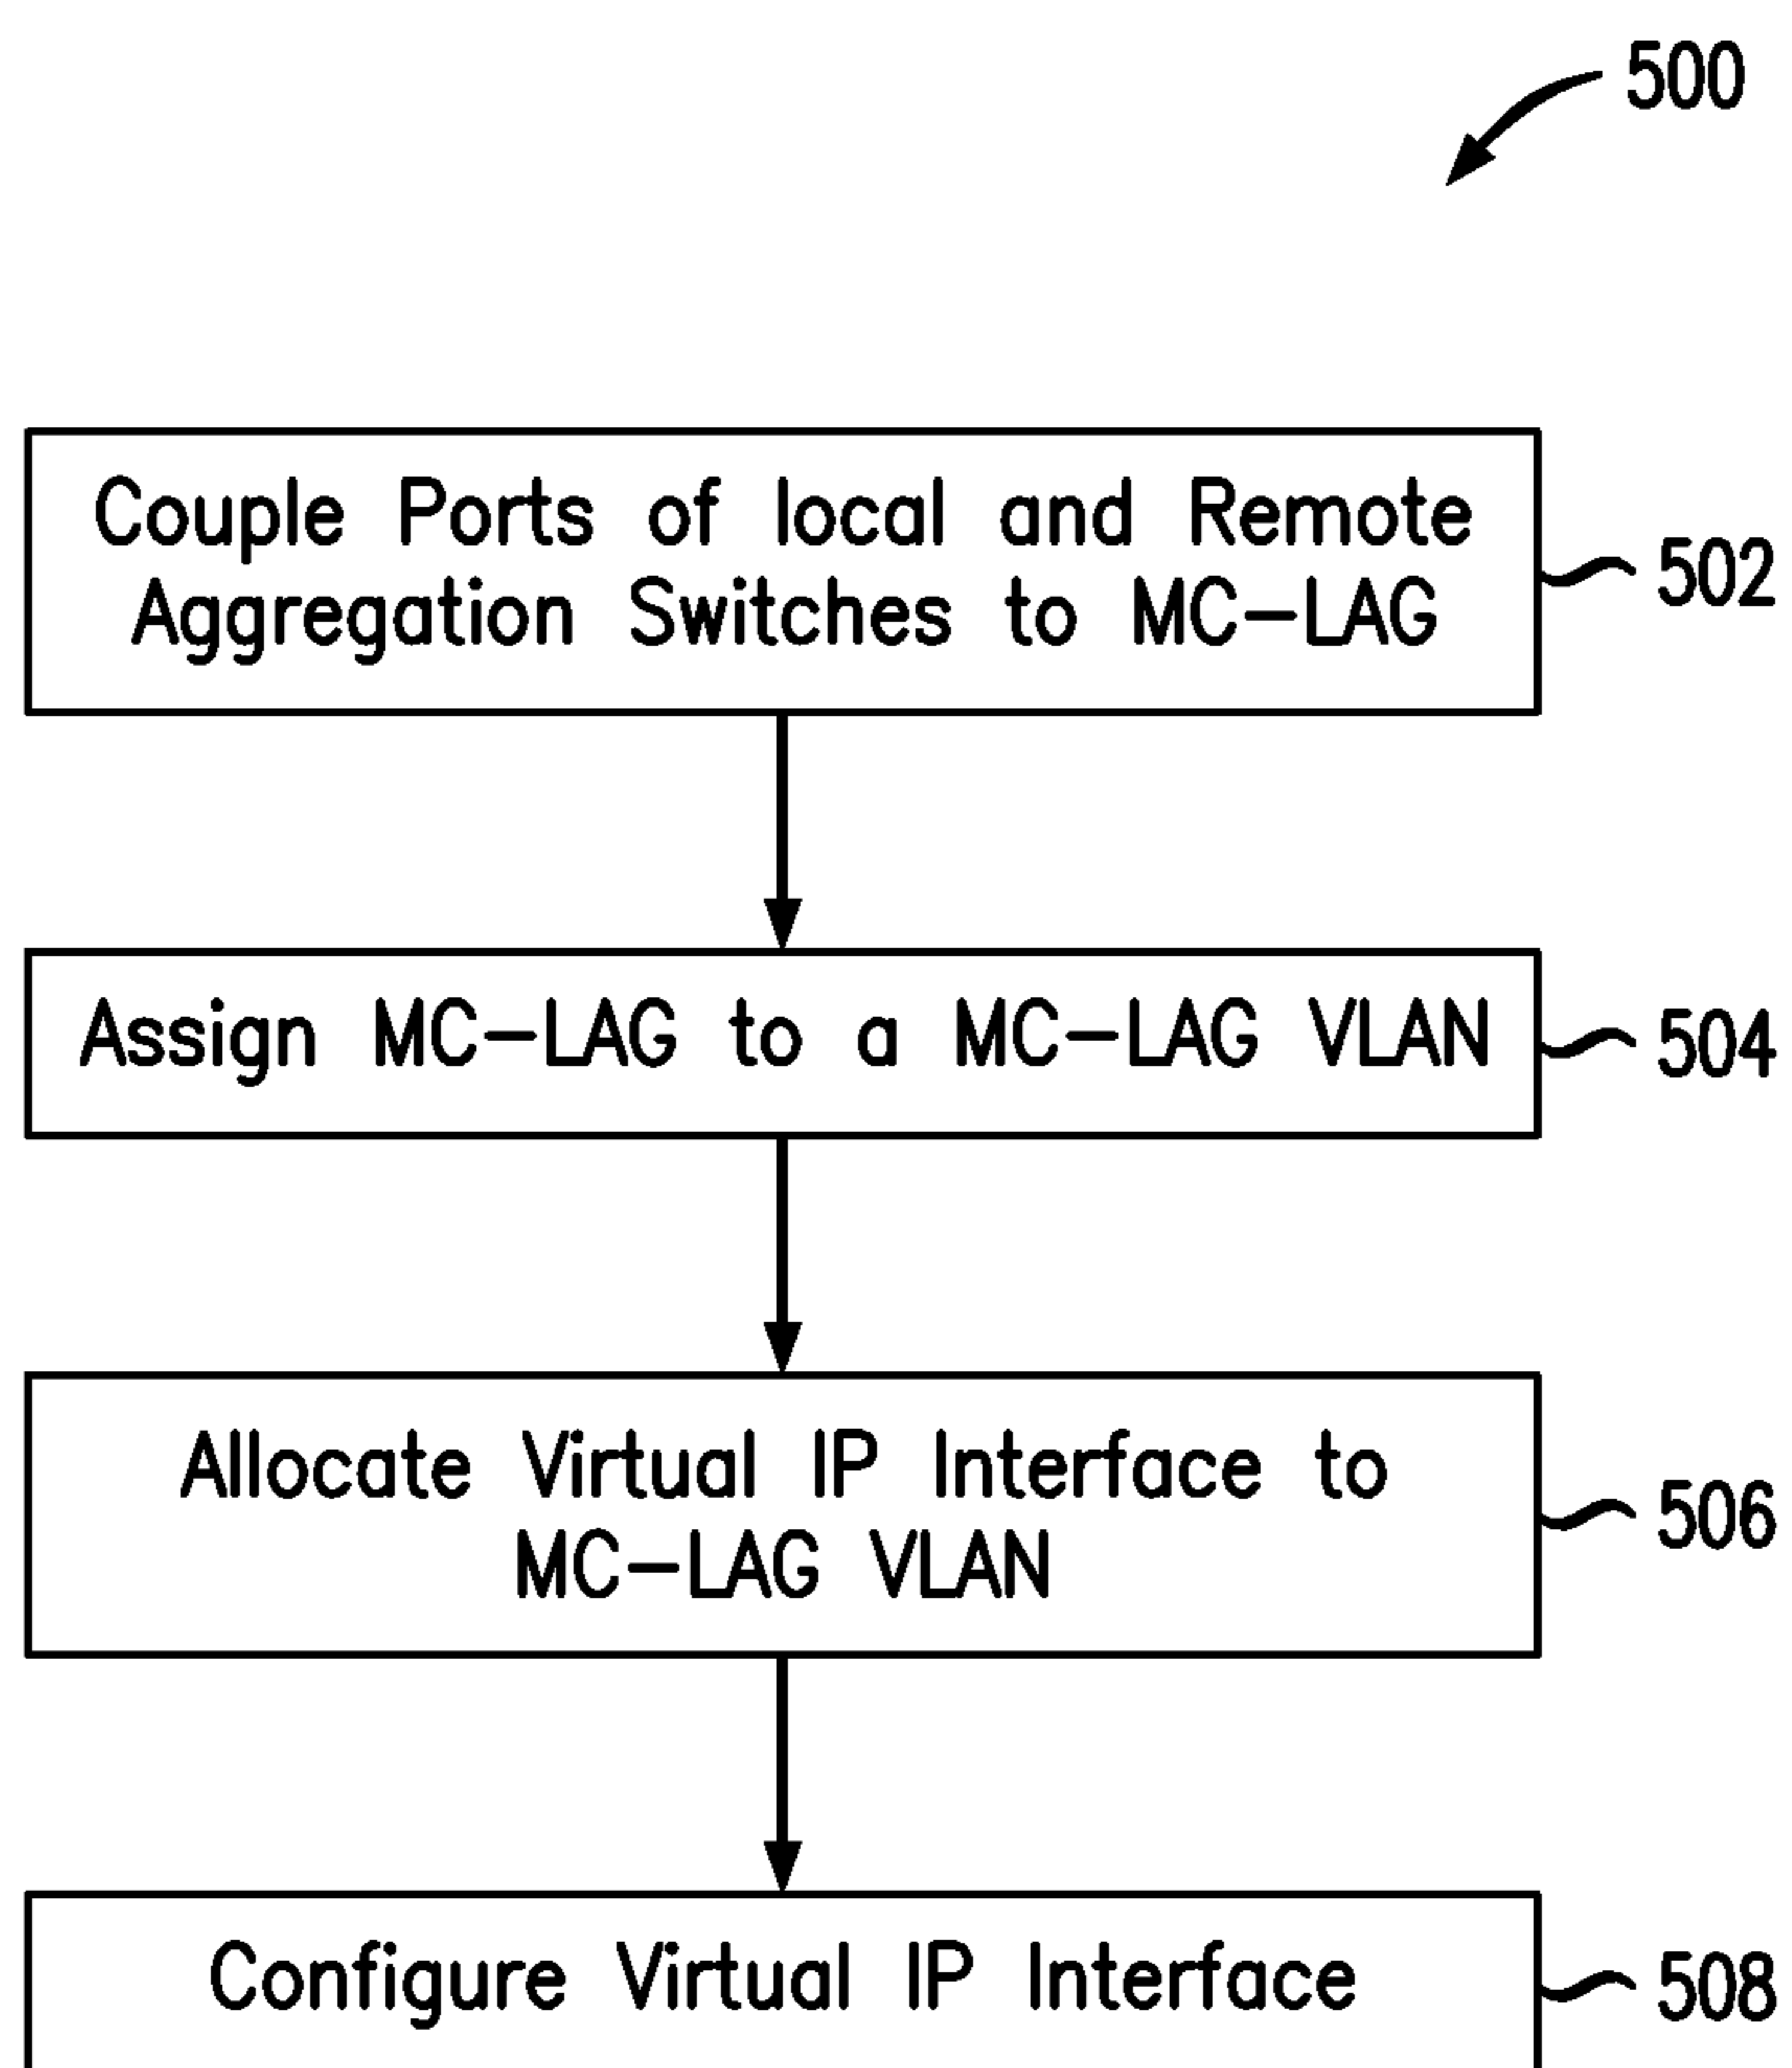 500
Couple Ports of local and Remote
Aggregation Switches to MC-LAG
502
Assign MC-LAG to a MC-LAG VLAN
504
Allocate Virtual IP Interface to
MC-LAG VLAN
506
Configure Virtual IP Interface
508